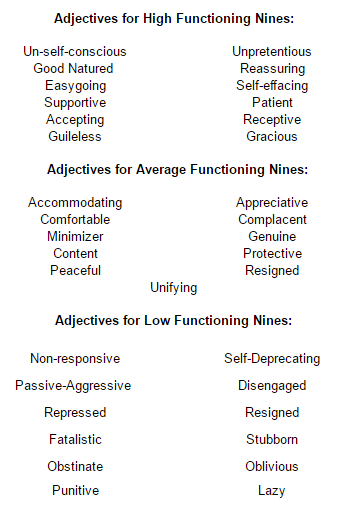 Adjectives for High Functioning Nines:
Un-self-conscious Unpretentious
Good Natured Reassuring
Easygoing Self-effacing
Supportive Patient
Accepting Receptive
Guileless Gracious
Adjectives for Average Functioning Nines:
Accommodating Appreciative
Comfortable Complacent
Minimizer Genuine
Content Protective
Peaceful Resigned
Unifying
Adjectives for Low Functioning Nines:
Non-responsive Self-Deprecating
Passive-Aggressive Disengaged
Repressed Resigned
Fatalistic Stubborn
Obstinate Oblivious
Punitive Lazy